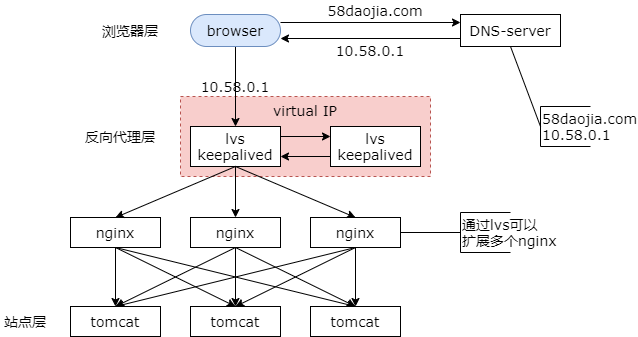 58daojia.com
浏览器层
browser
DNS-server
10.58.0.1
10.58.0.1
virtual IP
58daojia.com
10.58.0.1
反向代理层
lvs
keepalived
lvs
keepalived
nginx
nginx
nginx
通过lvs可以
扩展多个nginx
站点层
tomcat
tomcat
tomcat